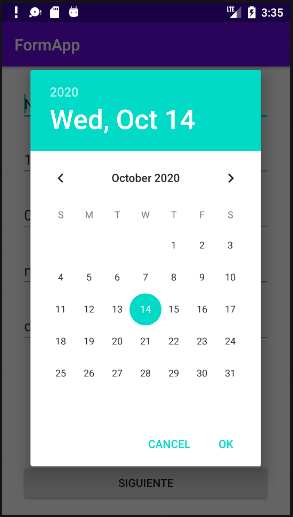 LTE 3:35
FormApp
2020
Wed, Oct 14
October 2020
S M T W T F S
1 2 3
4 5 6 7 8 9 10
11 12 13 14 15 16 17
18 19 20 21 22 23 24
25 26 27 28 29 30 31
CANCEL OK
SIGUIENTE